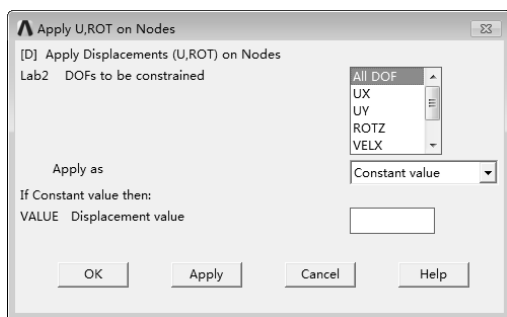 Apply U,ROT on Nodes
[D] Apply Displacements (U,ROT) on Nodes
Lab2 DOFs to be constrained
All DOF
UX
UY
ROTZ
VELX
Apply as
Constant value
If Constant value then:
VALUE Displacement value
OK Apply Cancel Help